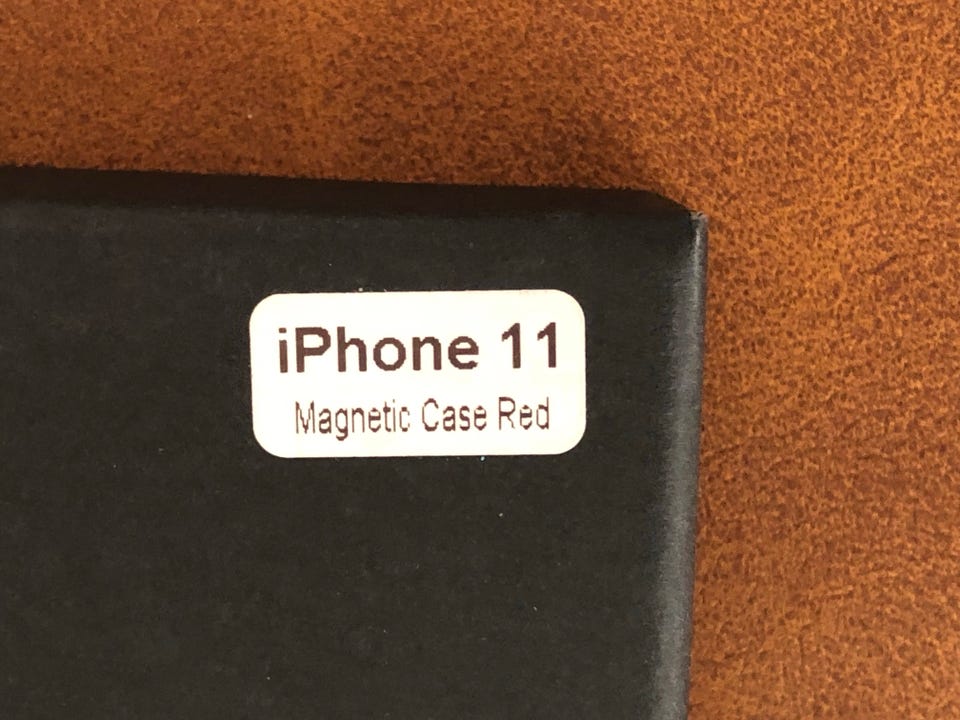 iPhone 11
Magnetic Case Red